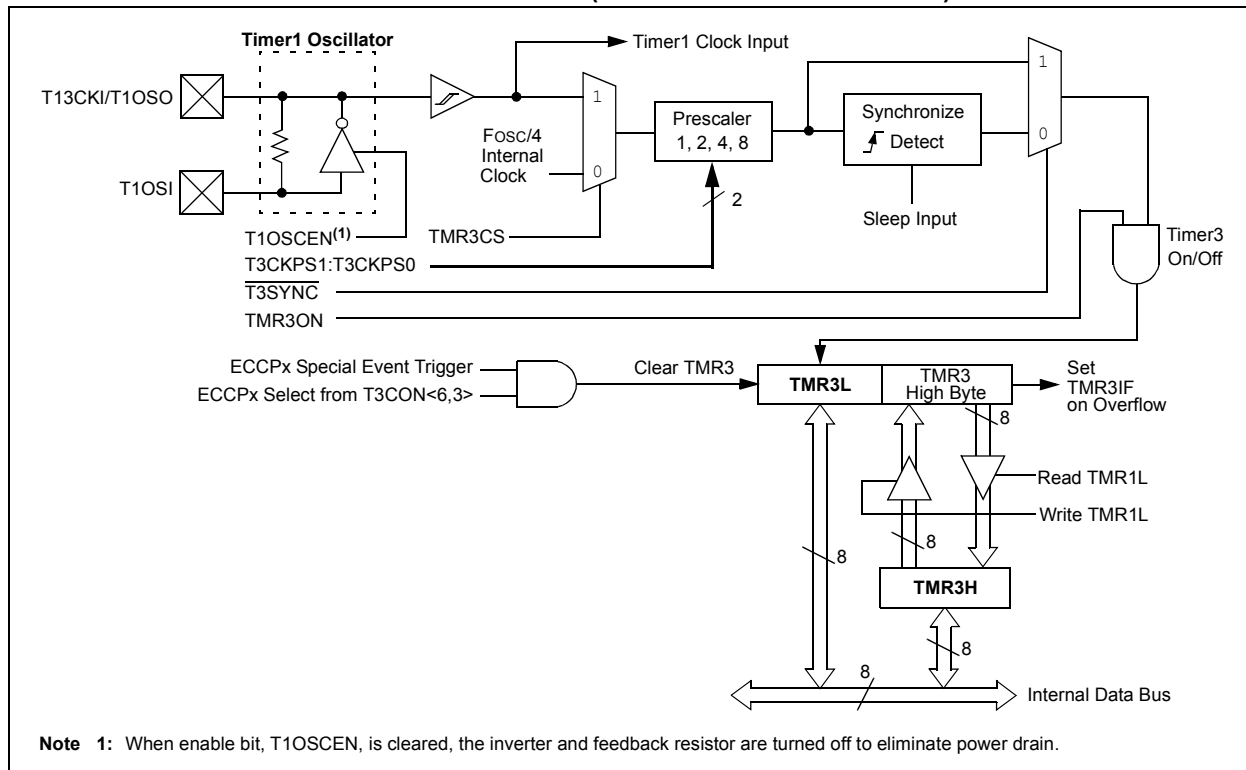 Timer1 Oscillator
Timer1 Clock Input
T13CKI/T1OSO
1
1
FOSC/4
Internal
Clock
Prescaler
1, 2, 4, 8
Synchronize
Detect
0
0
T1OSI
2
Sleep Input
T1OSCEN(1)
TMR3CS
Timer3
On/Off
T3CKPS1:T3CKPS0
T3SYNC
TMR3ON
ECCPx Special Event Trigger
ECCPx Select from T3CON<6,3>
Clear TMR3
TMR3L
TMR3
High Byte
Set
TMR3IF
on Overflow
8
Read TMR1L
Write TMR1L
8
8
TMR3H
8
8
Internal Data Bus
Note 1: When enable bit, T1OSCEN, is cleared, the inverter and feedback resistor are turned off to eliminate power drain.